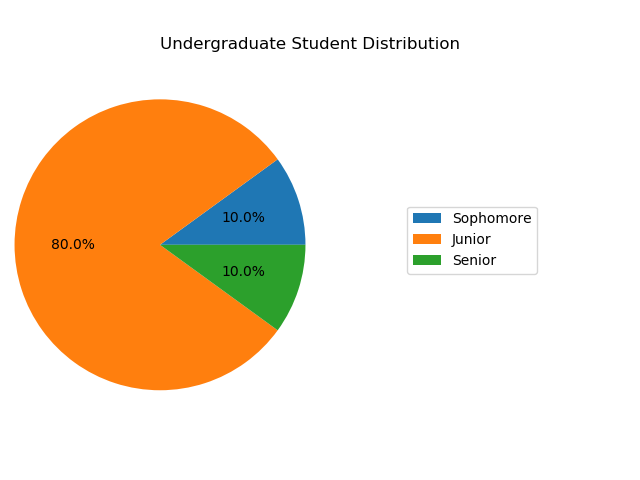 Undergraduate Student Distribution
10.0%
80.0%
10.0%
Sophomore
Junior
Senior